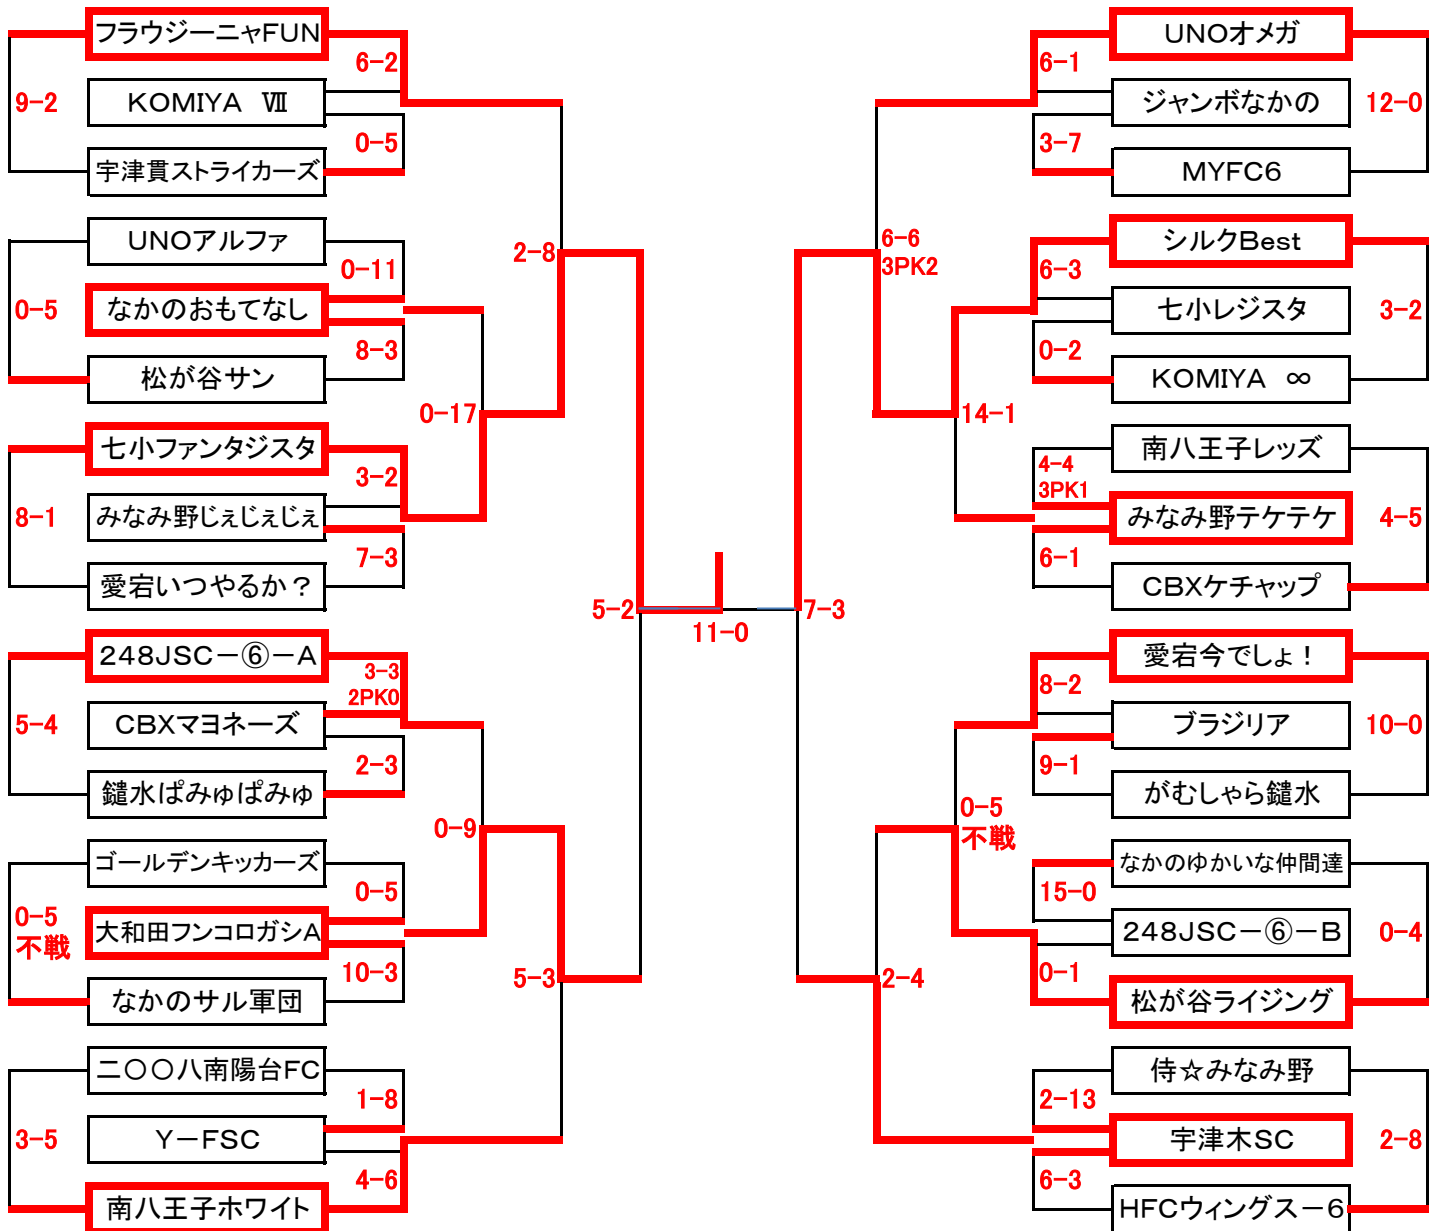 フラウジーニャFUN
6-2
9-2
KOMIYA Ⅶ
0-5
宇津貫ストライカーズ
UNOアルファ
0-11
0-5
なかのおもてなし
8-3
松が谷サン
2-8
0-17
七小ファンタジスタ
3-2
8-1
みなみ野じぇじぇじぇ
7-3
愛宕いつやるか？
5-2
11-0
7-3
248JSC－⑥－A
3-3
2PK0
5-4
CBXマヨネーズ
2-3
鑓水ぱみゅぱみゅ
0-9
ゴールデンキッカーズ
0-5
0-5
不戦
大和田フンコロガシA
10-3
なかのサル軍団
5-3
二〇〇八南陽台FC
1-8
3-5
Y－FSC
4-6
南八王子ホワイト
UNOオメガ
6-1
ジャンボなかの
12-0
3-7
MYFC6
6-6
3PK2
シルクBest
6-3
七小レジスタ
3-2
0-2
KOMIYA ∞
14-1
南八王子レッズ
4-4
3PK1
みなみ野テケテケ
4-5
6-1
CBXケチャップ
愛宕今でしょ！
8-2
ブラジリア
10-0
9-1
がむしゃら鑓水
0-5
不戦
なかのゆかいな仲間達
15-0
248JSC－⑥－B
0-4
0-1
松が谷ライジング
2-4
侍☆みなみ野
2-13
宇津木SC
2-8
6-3
HFCウィングス－6